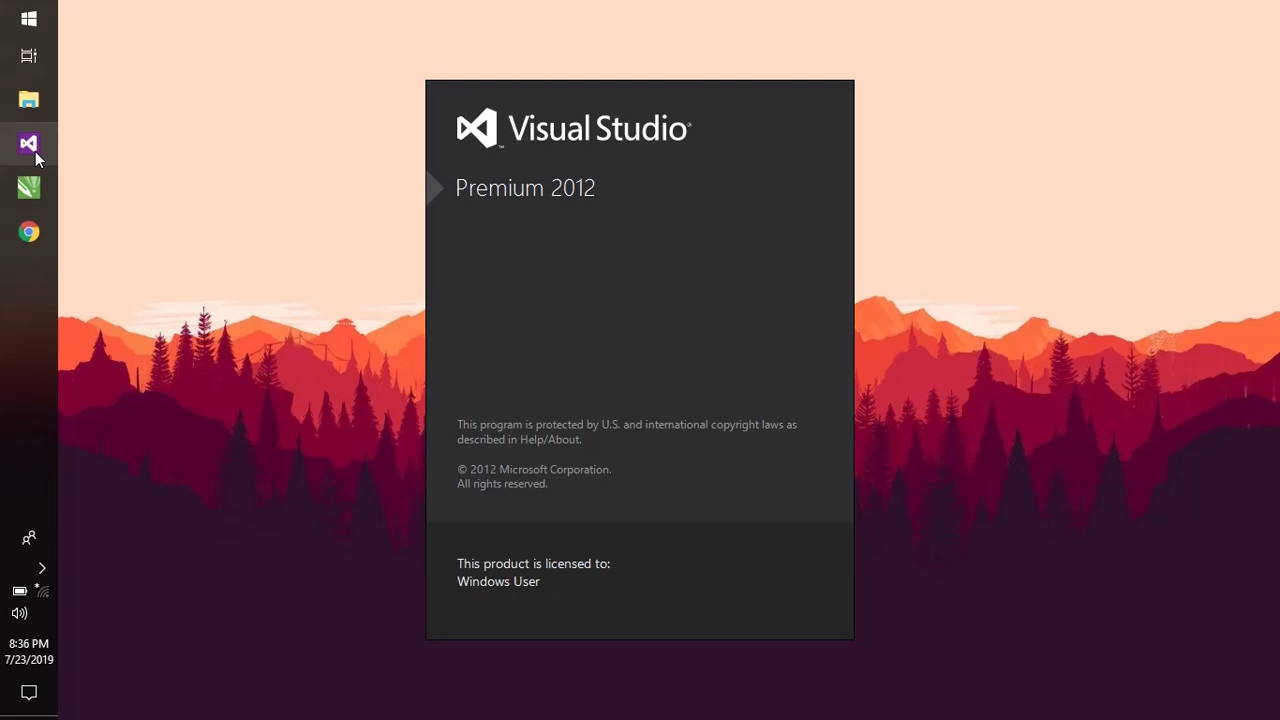 Visual Studio®
™
Premium 2012
This program is protected by U.S. and international copyright laws as
described in Help/About.
© 2012 Microsoft Corporation.
All rights reserved.
This product is licensed to:
Windows User
8:36 PM
7/23/2019